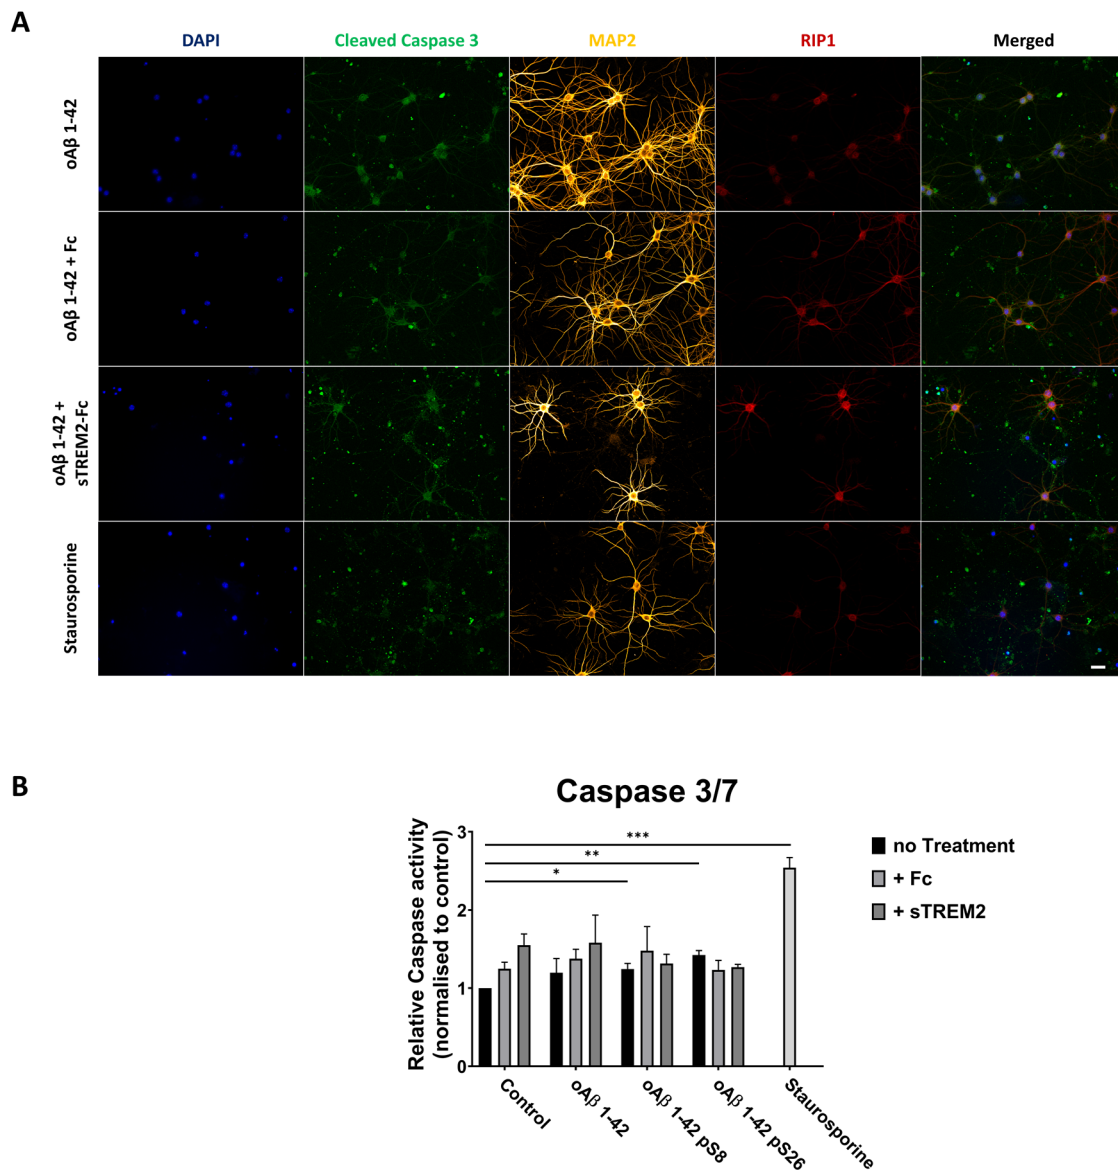 A
DAPI
Cleaved Caspase 3
MAP2
RIP1
Merged
oAβ 1-42
oAβ 1-42 + Fc
oAβ 1-42 +
sTREM2-Fc
Staurosporine
B
Caspase 3/7
Relative Caspase activity
(normalised to control)
3
2
1
0
***
**
*
no Treatment
+ Fc
+ sTREM2
Control
oAβ 1-42
oAβ 1-42 pS8
oAβ 1-42 pS26
Staurosporine